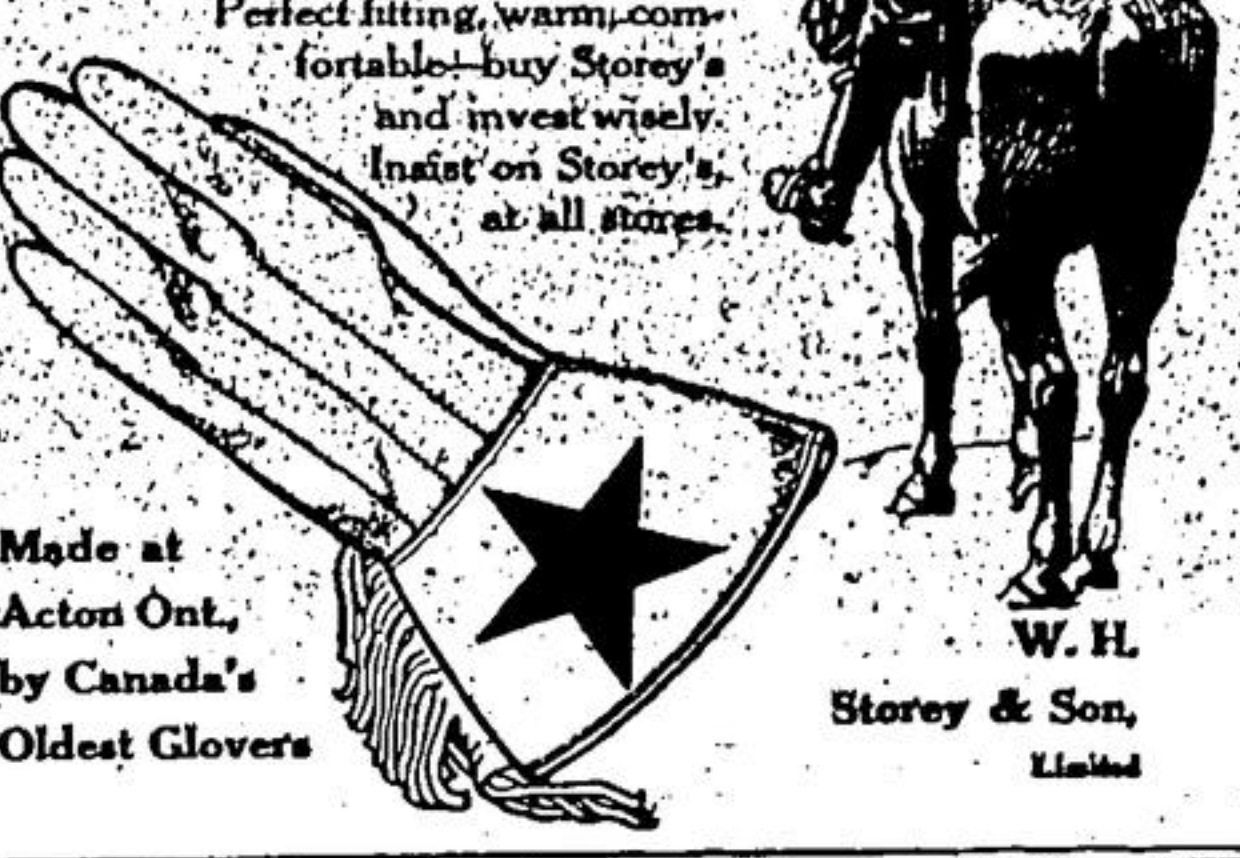 Perfect fitting, warm, com-
fortable—buy Storey's
and invest wisely.
Insist on Storey's,
at all stores.
Made at
Acton Ont.,
by Canada's
Oldest Glovers
W. H.
Storey & Son,
Limited